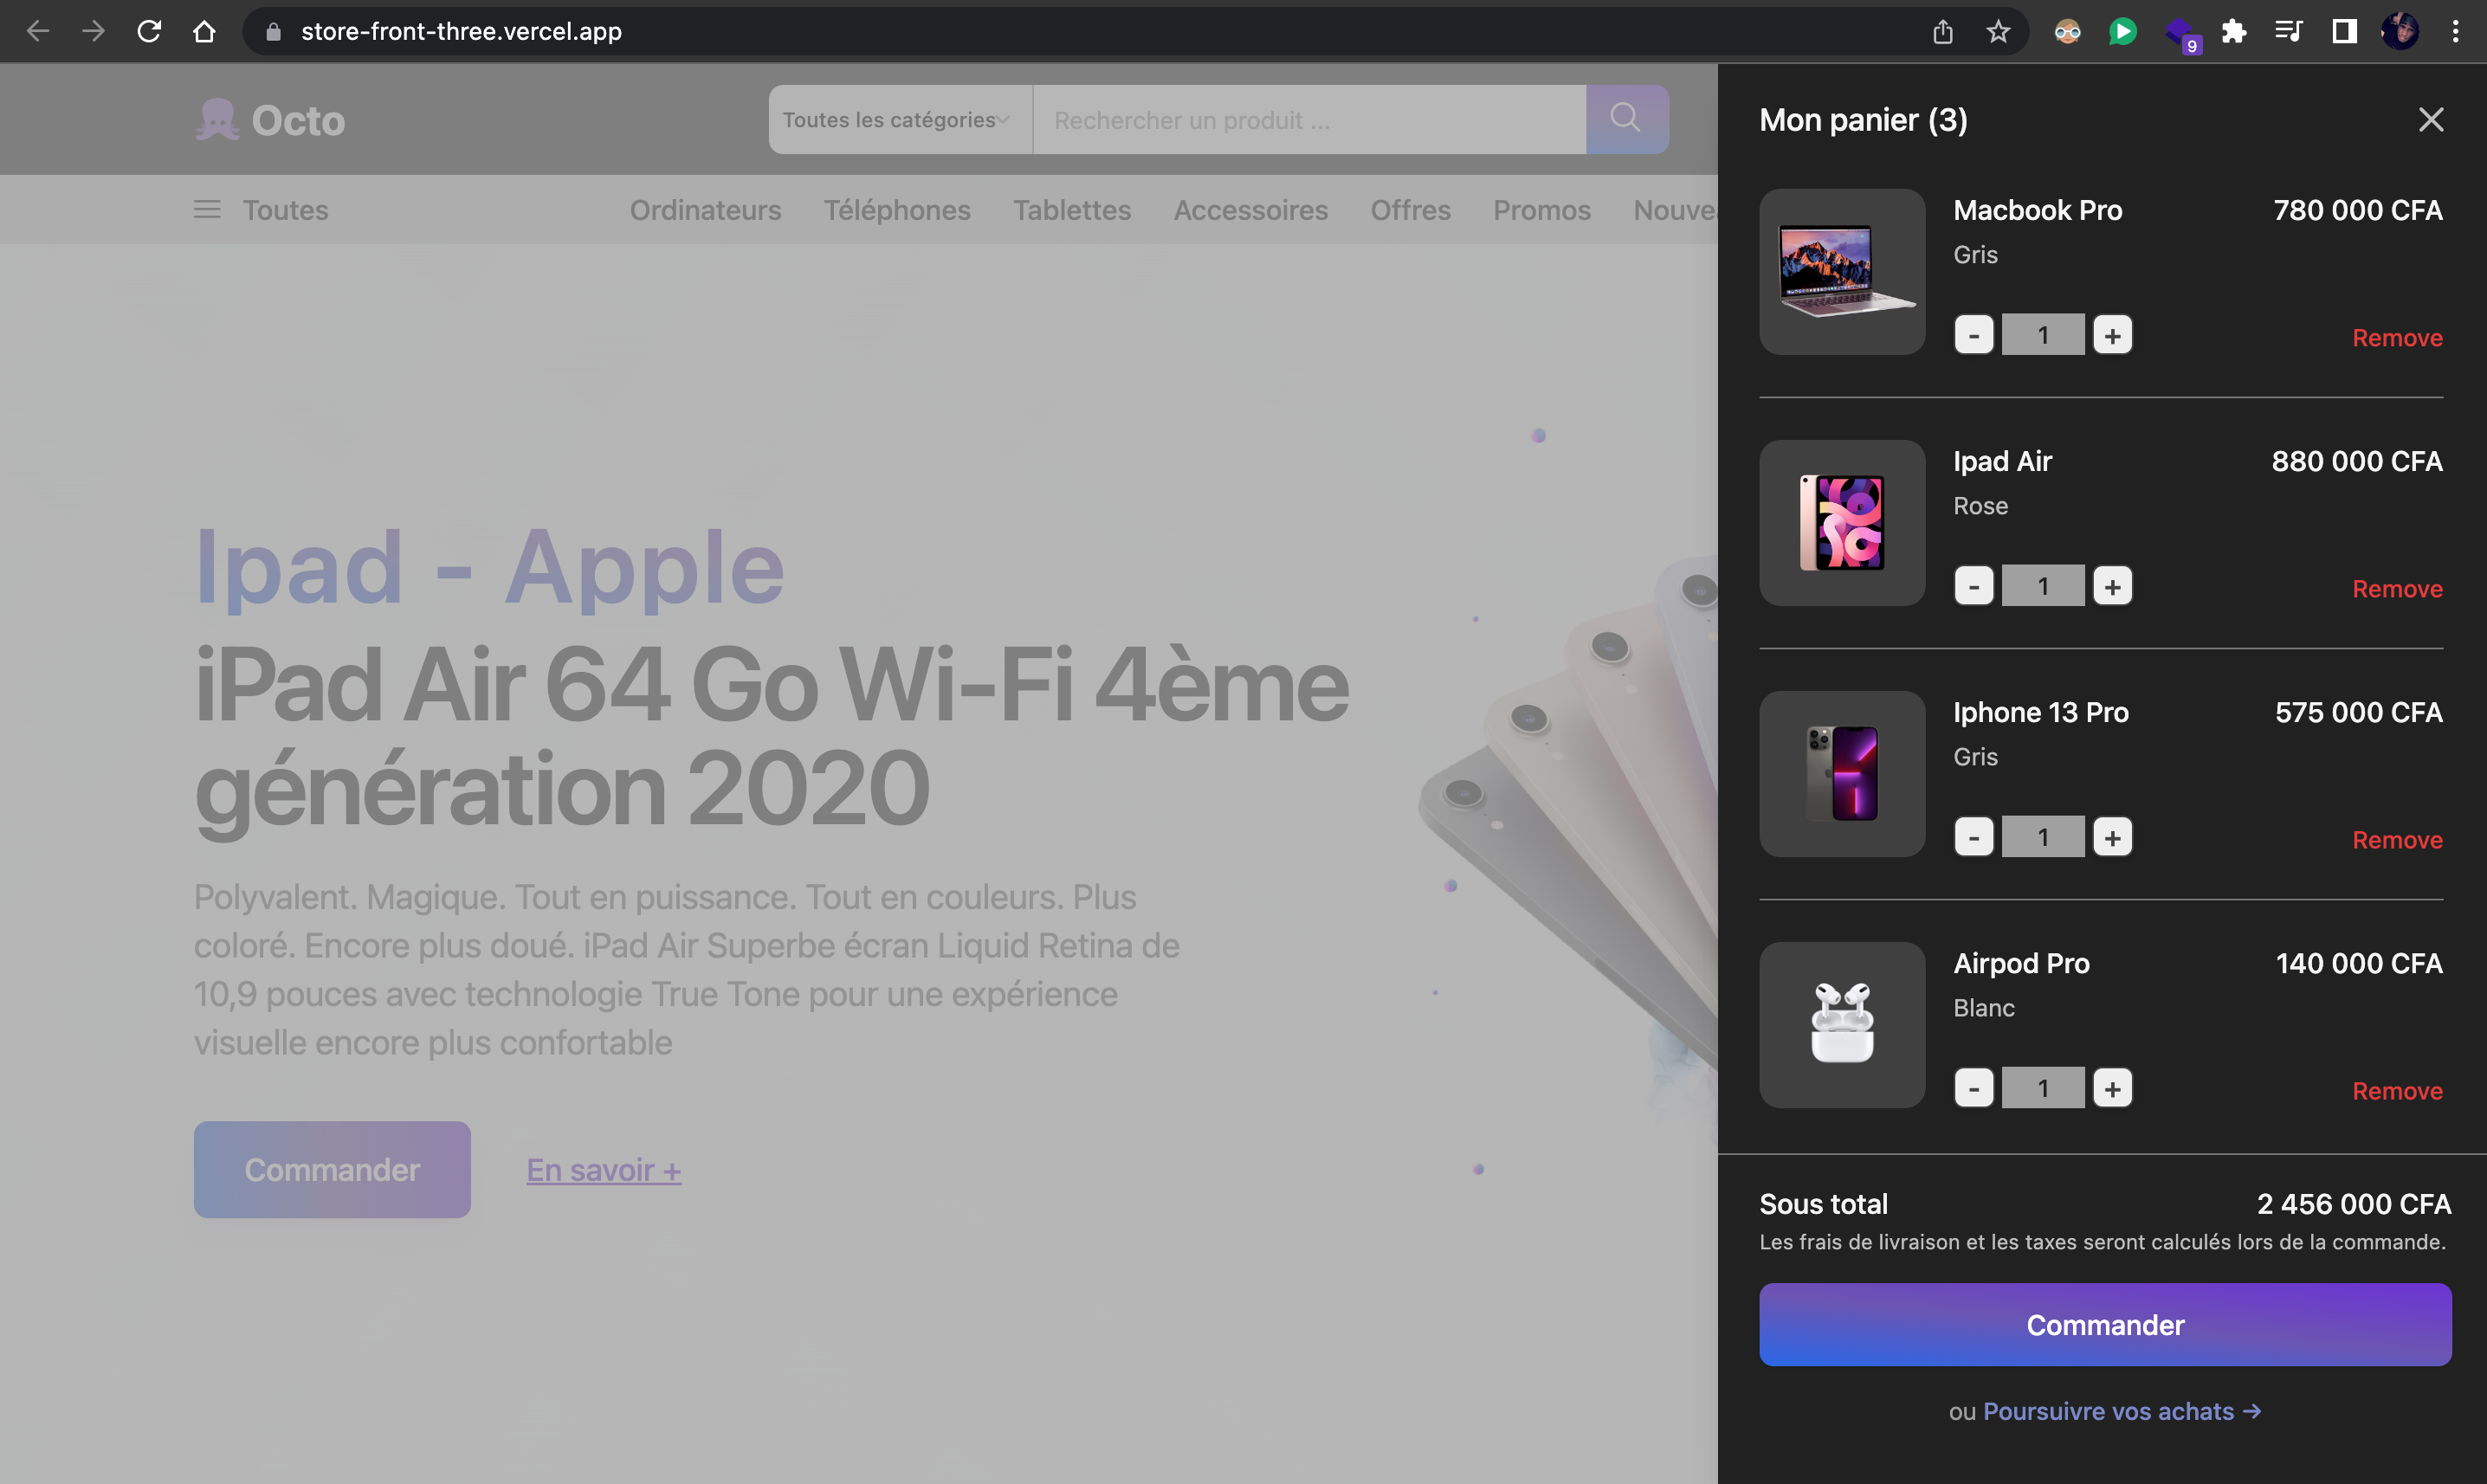 store-front-three.vercel.app
9
Octo
Toutes les catégories
Rechercher un produit ...
Toutes
Ordinateurs
Téléphones
Tablettes
Accessoires
Offres
Promos
Ipad - Apple
iPad Air 64 Go Wi-Fi 4ème
génération 2020
Polyvalent. Magique. Tout en puissance. Tout en couleurs. Plus
coloré. Encore plus doué. iPad Air Superbe écran Liquid Retina de
10,9 pouces avec technologie True Tone pour une expérience
visuelle encore plus confortable
Commander
En savoir +
Mon panier (3)
Macbook Pro
780 000 CFA
Gris
- 1 +
Remove
Ipad Air
880 000 CFA
Rose
- 1 +
Remove
Iphone 13 Pro
575 000 CFA
Gris
- 1 +
Remove
Airpod Pro
140 000 CFA
Blanc
- 1 +
Remove
Sous total
2 456 000 CFA
Les frais de livraison et les taxes seront calculés lors de la commande.
Commander
ou Poursuivre vos achats →